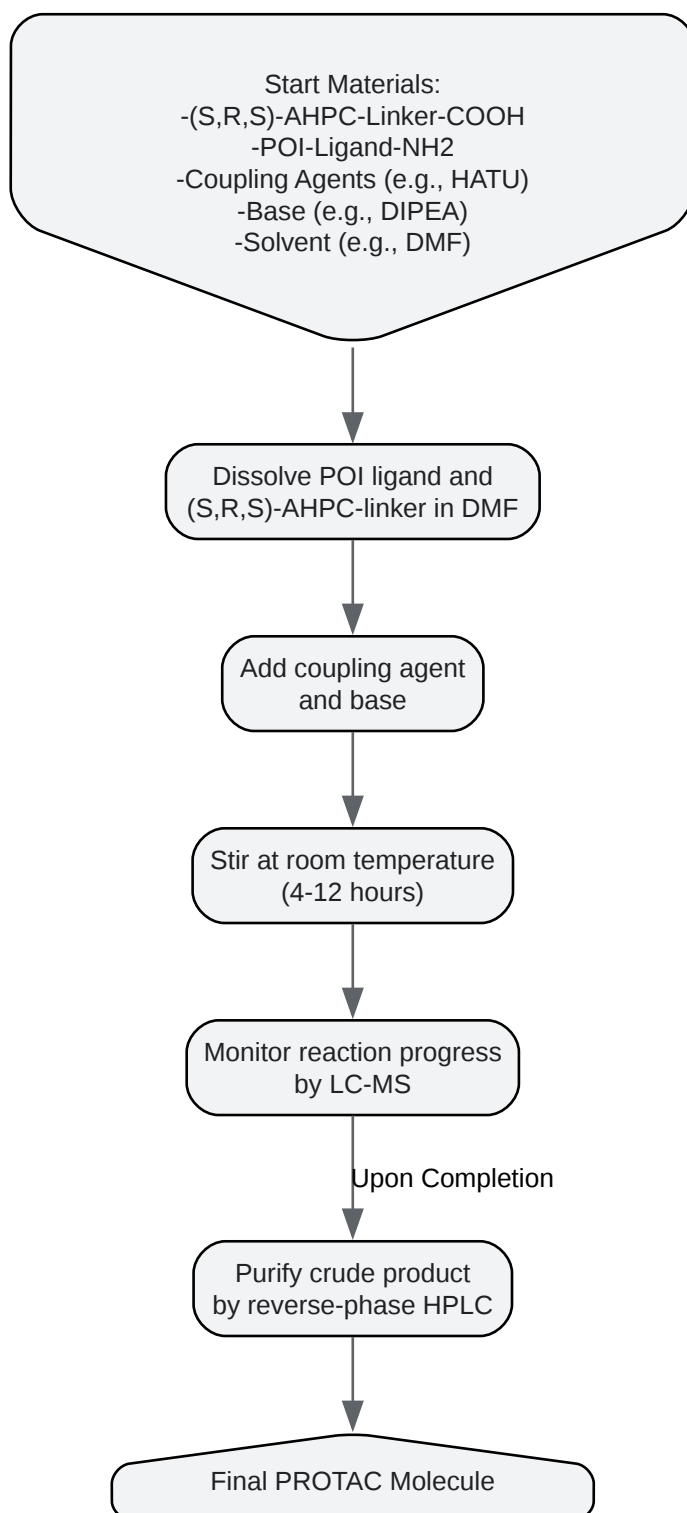 Start Materials:
-(S,R,S)-AHPC-Linker-COOH
-POI-Ligand-NH2
-Coupling Agents (e.g., HATU)
-Base (e.g., DIPEA)
-Solvent (e.g., DMF)
Dissolve POI ligand and
(S,R,S)-AHPC-linker in DMF
Add coupling agent
and base
Stir at room temperature
(4-12 hours)
Monitor reaction progress
by LC-MS
Upon Completion
Purify crude product
by reverse-phase HPLC
Final PROTAC Molecule